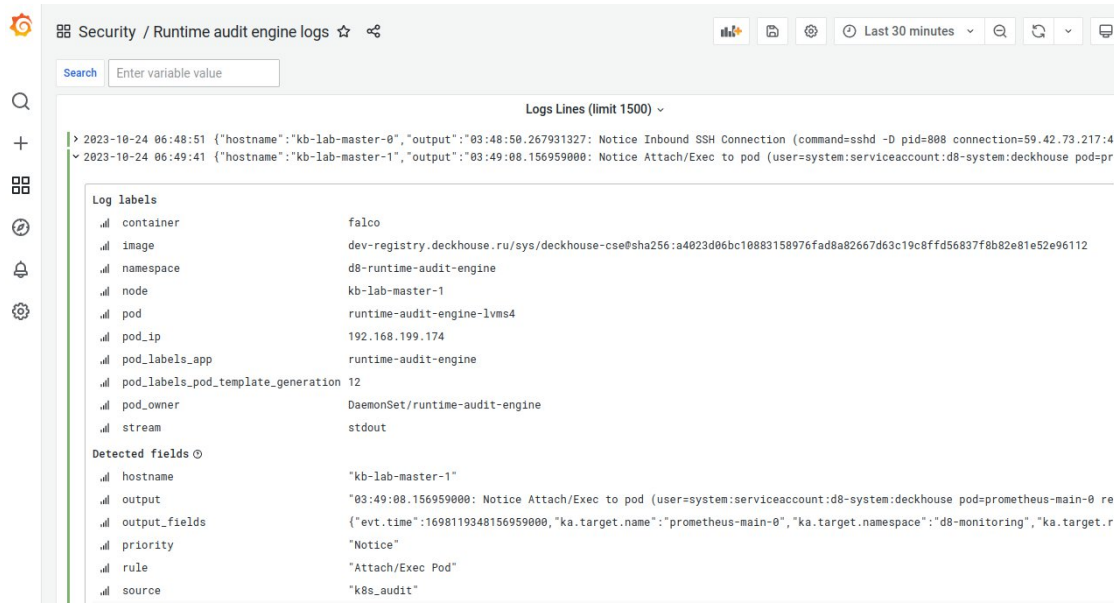 Security / Runtime audit engine logs
Last 30 minutes
Search
Enter variable value
Logs Lines (limit 1500)
2023-10-24 06:48:51 {"hostname":"kb-lab-master-0","output":"03:48:50.267931327: Notice Inbound SSH Connection (command=sshd -D pid=808 connection=59.42.73.217:4
2023-10-24 06:49:41 {"hostname":"kb-lab-master-1","output":"03:49:08.156959000: Notice Attach/Exec to pod (user=system:serviceaccount:d8-system:deckhouse pod=pr
Log labels
container falco
image dev-registry.deckhouse.ru/sys/deckhouse-cse@sha256:a4023d06bc10883158976fad8a82667d63c19c8ffd56837f8b82e81e52e96112
namespace d8-runtime-audit-engine
node kb-lab-master-1
pod runtime-audit-engine-lvms4
pod_ip 192.168.199.174
pod_labels_app runtime-audit-engine
pod_labels_pod_template_generation 12
pod_owner DaemonSet/runtime-audit-engine
stream stdout
Detected fields
hostname "kb-lab-master-1"
output "03:49:08.156959000: Notice Attach/Exec to pod (user=system:serviceaccount:d8-system:deckhouse pod=prometheus-main-0 re
output_fields {"evt.time":1698119348156959000,"ka.target.name":"prometheus-main-0","ka.target.namespace":"d8-monitoring","ka.target.r
priority "Notice"
rule "Attach/Exec Pod"
source "k8s_audit"